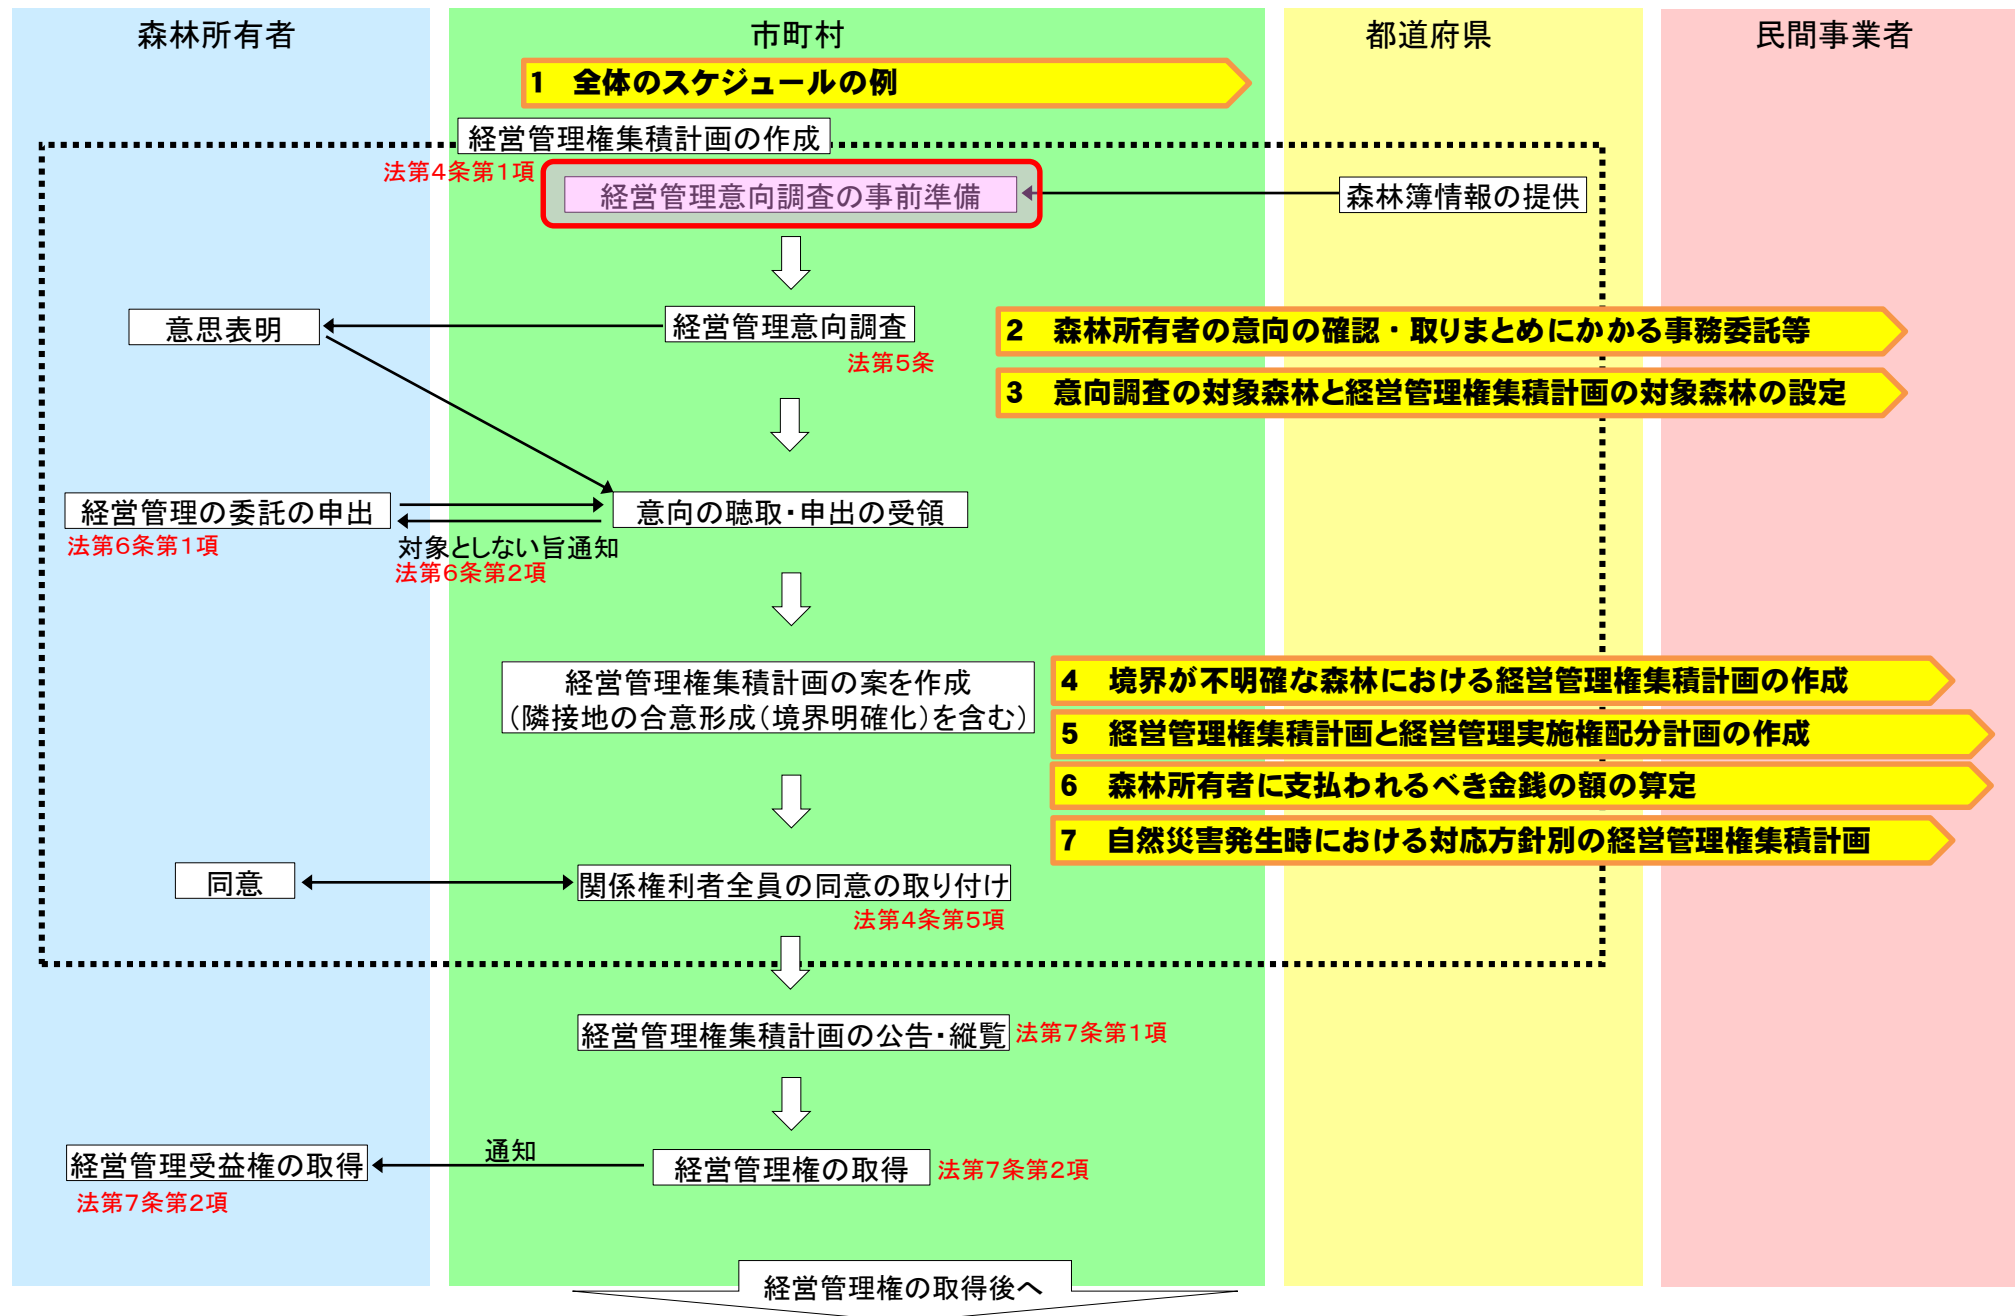 森林所有者
市町村
都道府県
民間事業者
1 全体のスケジュールの例
経営管理権集積計画の作成
法第4条第1項
経営管理意向調査の事前準備
森林簿情報の提供
意思表明
経営管理意向調査
法第5条
2 森林所有者の意向の確認・取りまとめにかかる事務委託等
3 意向調査の対象森林と経営管理権集積計画の対象森林の設定
経営管理の委託の申出
意向の聴取・申出の受領
法第6条第1項
対象としない旨通知
法第6条第2項
経営管理権集積計画の案を作成
(隣接地の合意形成(境界明確化)を含む)
4 境界が不明確な森林における経営管理権集積計画の作成
5 経営管理権集積計画と経営管理実施権配分計画の作成
6 森林所有者に支払われるべき金銭の額の算定
7 自然災害発生時における対応方針別の経営管理権集積計画
同意
関係権利者全員の同意の取り付け
法第4条第5項
経営管理権集積計画の公告・縦覧
法第7条第1項
経営管理受益権の取得
通知
経営管理権の取得
法第7条第2項
法第7条第2項
経営管理権の取得後へ